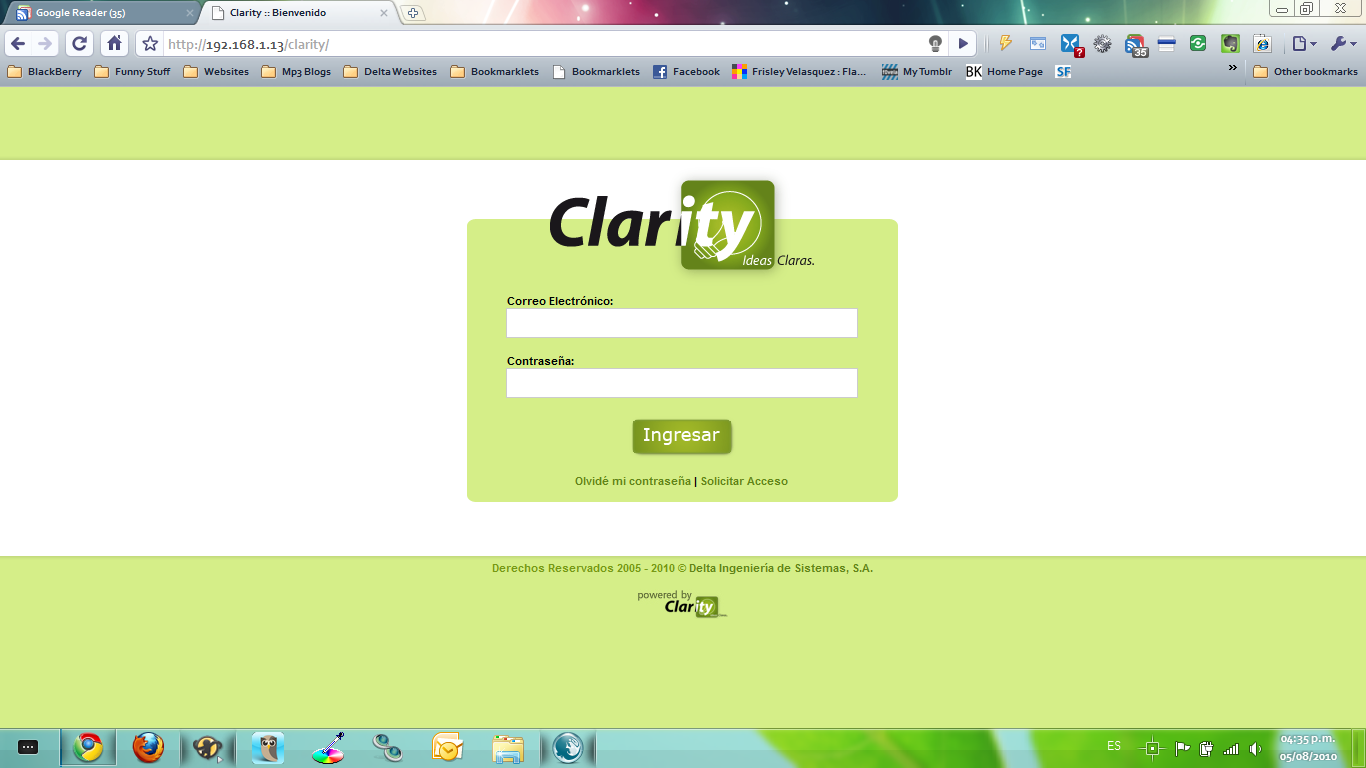 Google Reader (35)
Clarity :: Bienvenido
http://192.168.1.13/clarity/
?
35
BlackBerry
Funny Stuff
Websites
Mp3 Blogs
Delta Websites
Bookmarklets
Bookmarklets
Facebook
Frisley Velasquez : Fla...
My Tumblr
BK Home Page
SF
»
Other bookmarks
Clarity
Ideas Claras.
Correo Electrónico:
Contraseña:
Ingresar
Olvidé mi contraseña | Solicitar Acceso
Derechos Reservados 2005 - 2010 © Delta Ingeniería de Sistemas, S.A.
powered by
Clarity
ES
04:35 p.m.
05/08/2010